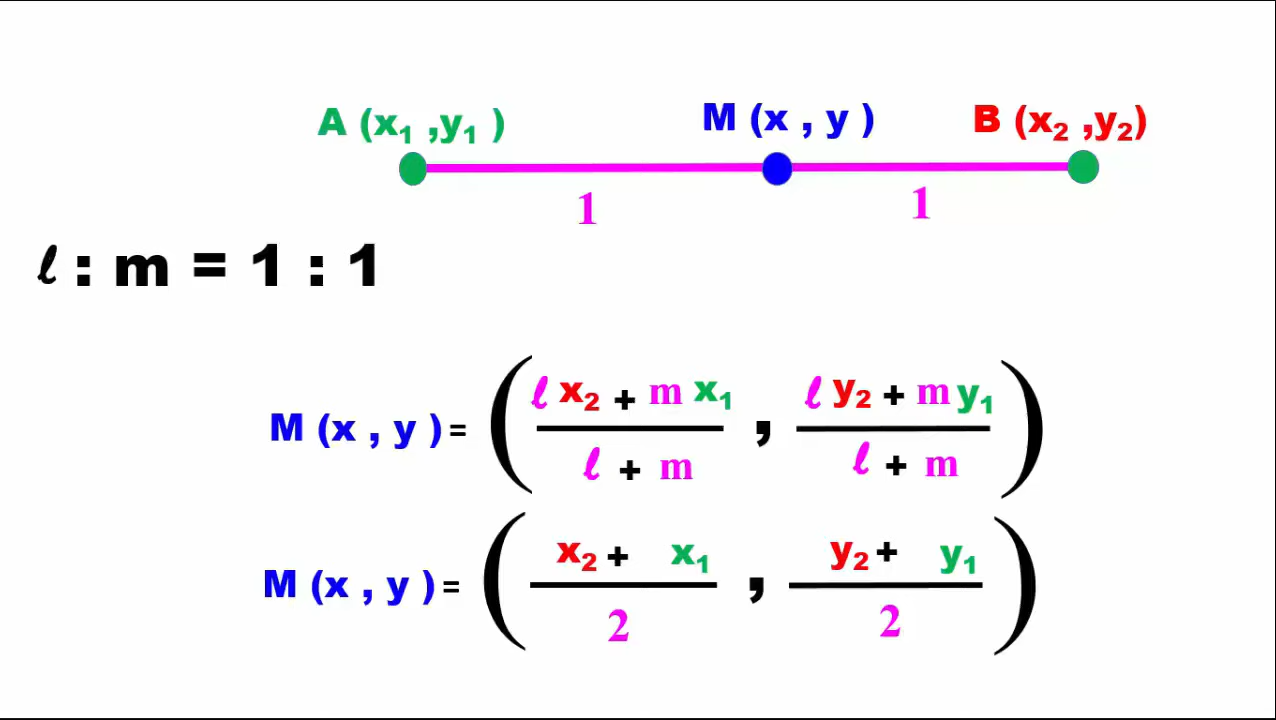 A (x₁ ,y₁ ) M (x , y ) B (x₂ ,y₂)
1 1
ℓ : m = 1 : 1
M (x , y ) = ( ℓ x₂ + m x₁ / ℓ + m , ℓ y₂ + m y₁ / ℓ + m )
M (x , y ) = ( x₂ + x₁ / 2 , y₂ + y₁ / 2 )